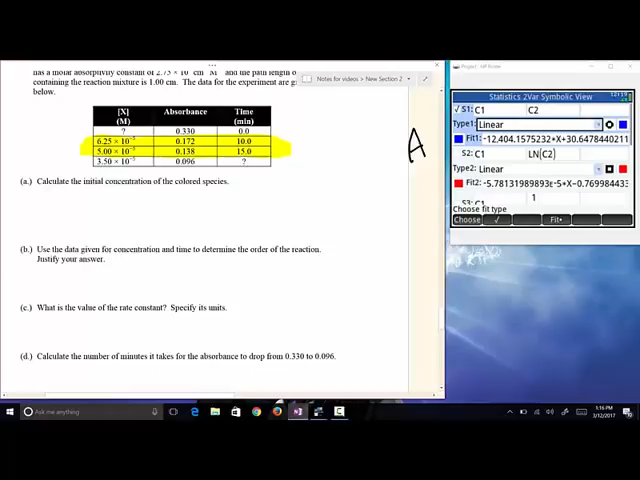 has a molar absorptivity constant of 2.75 × 10 cm⁻¹ M⁻¹ and the path length o
containing the reaction mixture is 1.00 cm. The data for the experiment are gi
below.
Notes for videos > New Section 2
[X] (M) Absorbance Time (min)
? 0.330 0.0
6.25 × 10⁻⁵ 0.172 10.0
5.00 × 10⁻⁵ 0.138 15.0
3.50 × 10⁻⁵ 0.096 ?
(a.) Calculate the initial concentration of the colored species.
(b.) Use the data given for concentration and time to determine the order of the reaction.
Justify your answer.
(c.) What is the value of the rate constant? Specify its units.
(d.) Calculate the number of minutes it takes for the absorbance to drop from 0.330 to 0.096.
A
Statistics 2Var Symbolic View
S1: C1 C2
Type1: Linear
Fit1: -12,404.1575232*X+30.6478440211
S2: C1 LN(C2)
Type2: Linear
Fit2: -5.78131989893E-5*X+0.769984433
S3: C1 1
Choose fit type
Choose ✓ Fit•
Ask me anything
1:16 PM
3/12/2017